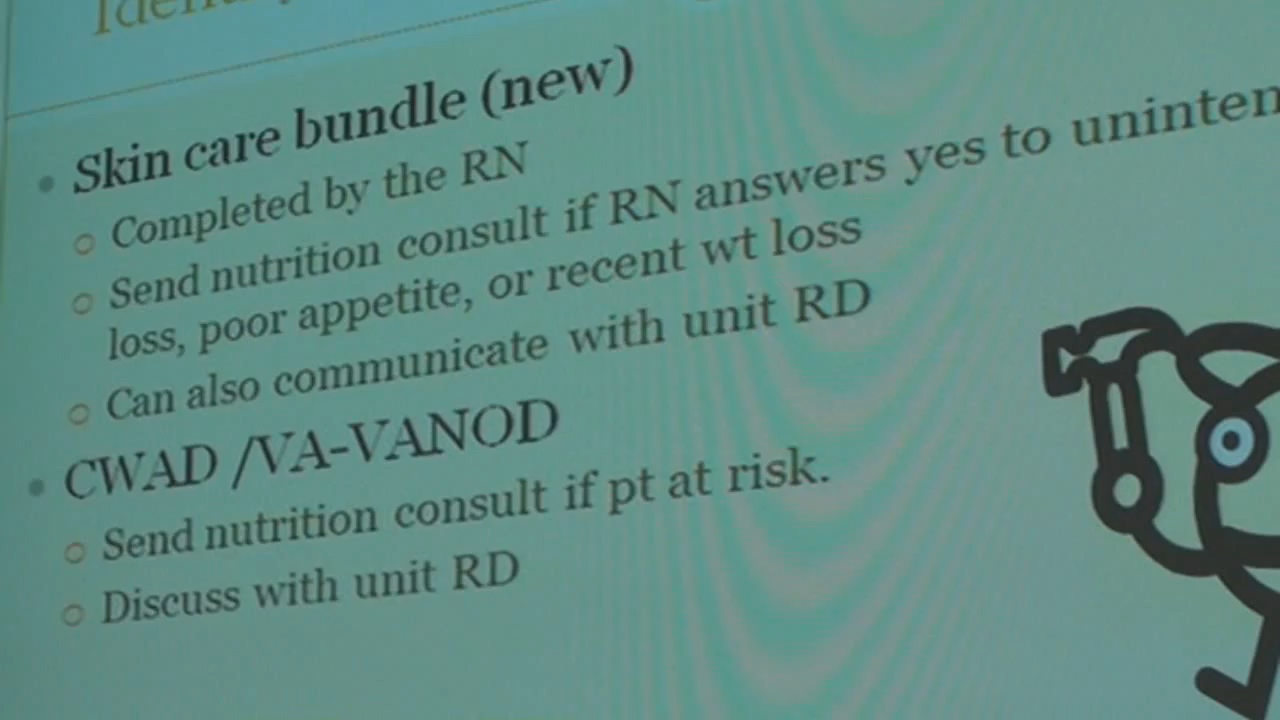 Skin care bundle (new)
Completed by the RN
Send nutrition consult if RN answers yes to uninten
loss, poor appetite, or recent wt loss
Can also communicate with unit RD
CWAD /VA-VANOD
Send nutrition consult if pt at risk.
Discuss with unit RD